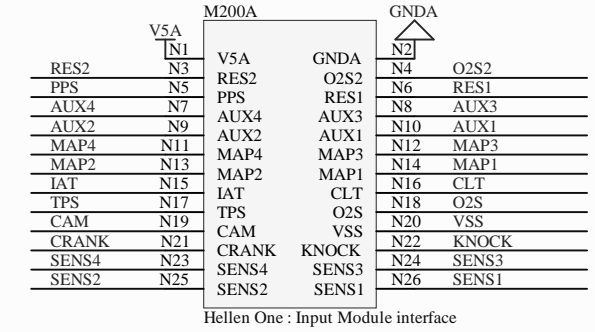 M200A GNDA
V5A
N1 V5A GNDA N2
RES2 N3 RES2 O2S2 N4 O2S2
PPS N5 PPS RES1 N6 RES1
AUX4 N7 AUX4 AUX3 N8 AUX3
AUX2 N9 AUX2 AUX1 N10 AUX1
MAP4 N11 MAP4 MAP3 N12 MAP3
MAP2 N13 MAP2 MAP1 N14 MAP1
IAT N15 IAT CLT N16 CLT
TPS N17 TPS O2S N18 O2S
CAM N19 CAM VSS N20 VSS
CRANK N21 CRANK KNOCK N22 KNOCK
SENS4 N23 SENS4 SENS3 N24 SENS3
SENS2 N25 SENS2 SENS1 N26 SENS1
Hellen One : Input Module interface